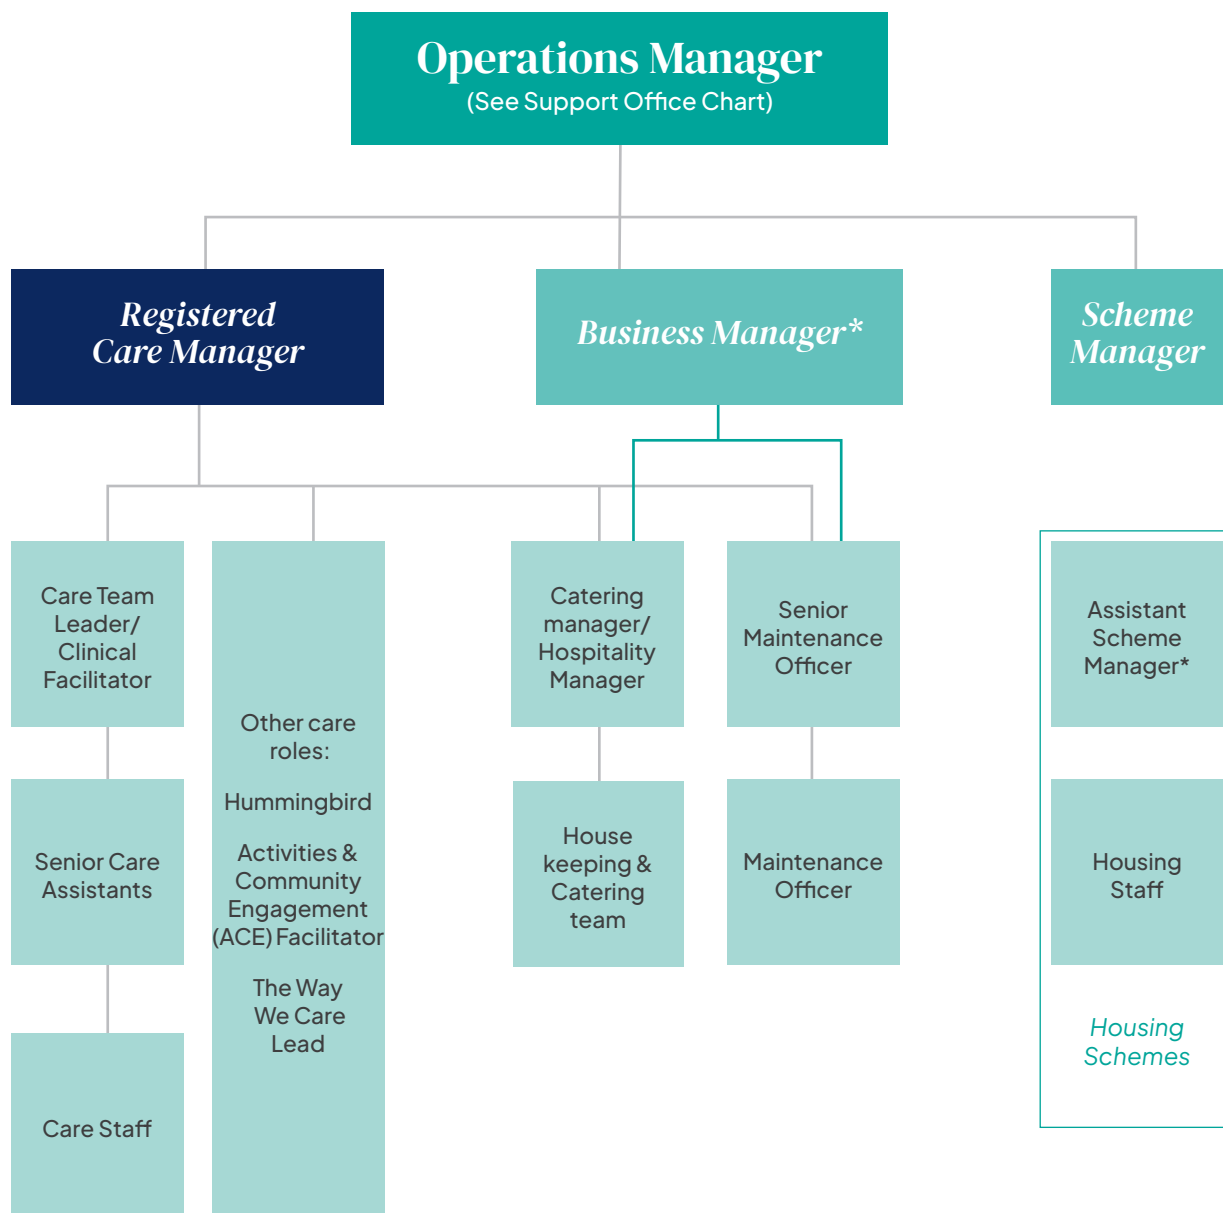 Operations Manager
(See Support Office Chart)
Registered
Care Manager
Business Manager*
Scheme
Manager
Care Team
Leader/
Clinical
Facilitator
Senior Care
Assistants
Care Staff
Other care
roles:
Hummingbird
Activities &
Community
Engagement
(ACE) Facilitator
The Way
We Care
Lead
Catering
manager/
Hospitality
Manager
House
keeping &
Catering
team
Senior
Maintenance
Officer
Maintenance
Officer
Assistant
Scheme
Manager*
Housing
Staff
Housing
Schemes